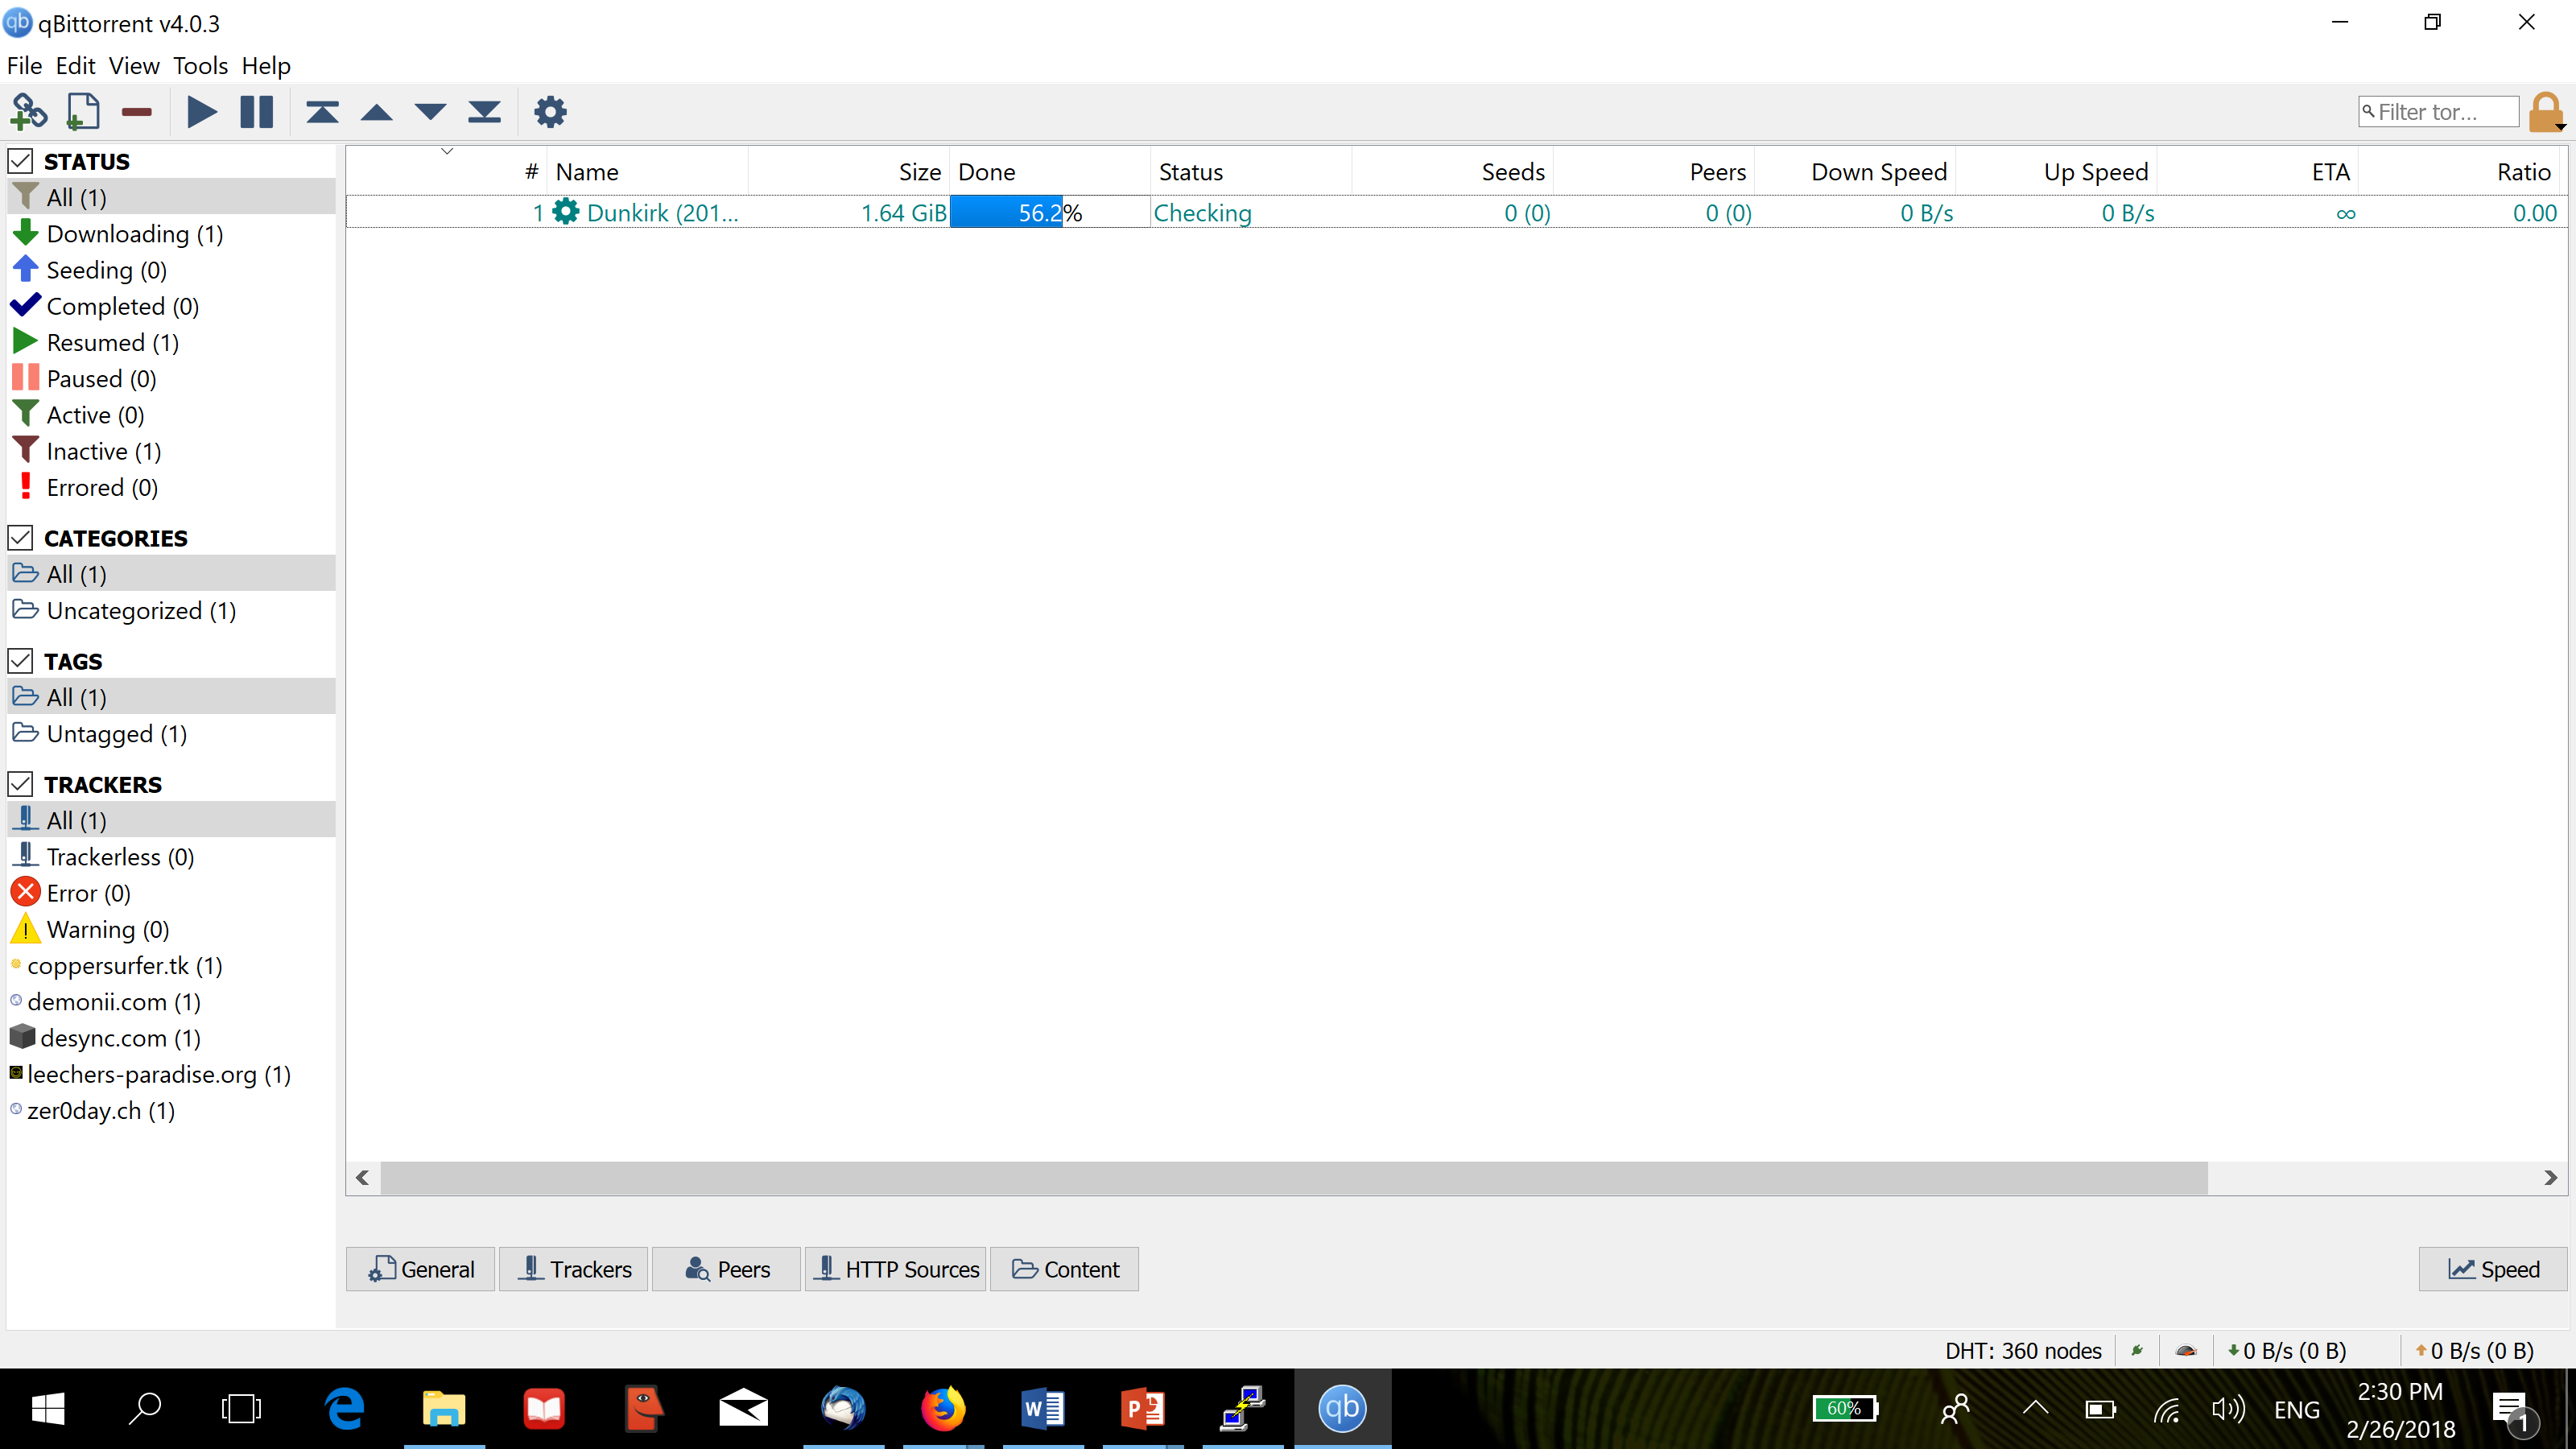 qb qBittorrent v4.0.3
File Edit View Tools Help
Filter tor...
STATUS
All (1)
Downloading (1)
Seeding (0)
Completed (0)
Resumed (1)
Paused (0)
Active (0)
Inactive (1)
Errored (0)
CATEGORIES
All (1)
Uncategorized (1)
TAGS
All (1)
Untagged (1)
TRACKERS
All (1)
Trackerless (0)
Error (0)
Warning (0)
coppersurfer.tk (1)
demonii.com (1)
desync.com (1)
leechers-paradise.org (1)
zer0day.ch (1)
# Name Size Done Status Seeds Peers Down Speed Up Speed ETA Ratio
1 Dunkirk (201... 1.64 GiB 56.2% Checking 0 (0) 0 (0) 0 B/s 0 B/s ∞ 0.00
General Trackers Peers HTTP Sources Content Speed
DHT: 360 nodes 0 B/s (0 B) 0 B/s (0 B)
qb 60% ENG 2:30 PM
2/26/2018 1